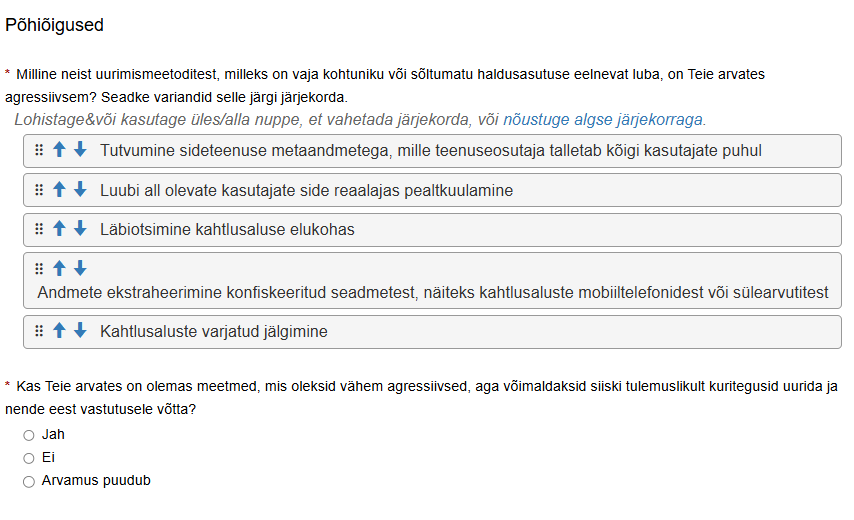 Põhiõigused
* Milline neist uurimismeetoditest, milleks on vaja kohtuniku või sõltumatu haldusasutuse eelnevat luba, on Teie arvates
agressiivsem? Seadke variandid selle järgi järjekorda.
Lohistage&või kasutage üles/alla nuppe, et vahetada järjekorda, või nõustuge algse järjekorraga.
Tutvumine sideteenuse metaandmetega, mille teenuseosutaja talletab kõigi kasutajate puhul
Luubi all olevate kasutajate side reaalajas pealtkuulamine
Läbiotsimine kahtlusaluse elukohas
Andmete ekstraheerimine konfiskeeritud seadmetest, näiteks kahtlusaluste mobiiltelefonidest või sülearvutitest
Kahtlusaluste varjatud jälgimine
* Kas Teie arvates on olemas meetmed, mis oleksid vähem agressiivsed, aga võimaldaksid siiski tulemuslikult kuritegusid uurida ja
nende eest vastutusele võtta?
Jah
Ei
Arvamus puudub